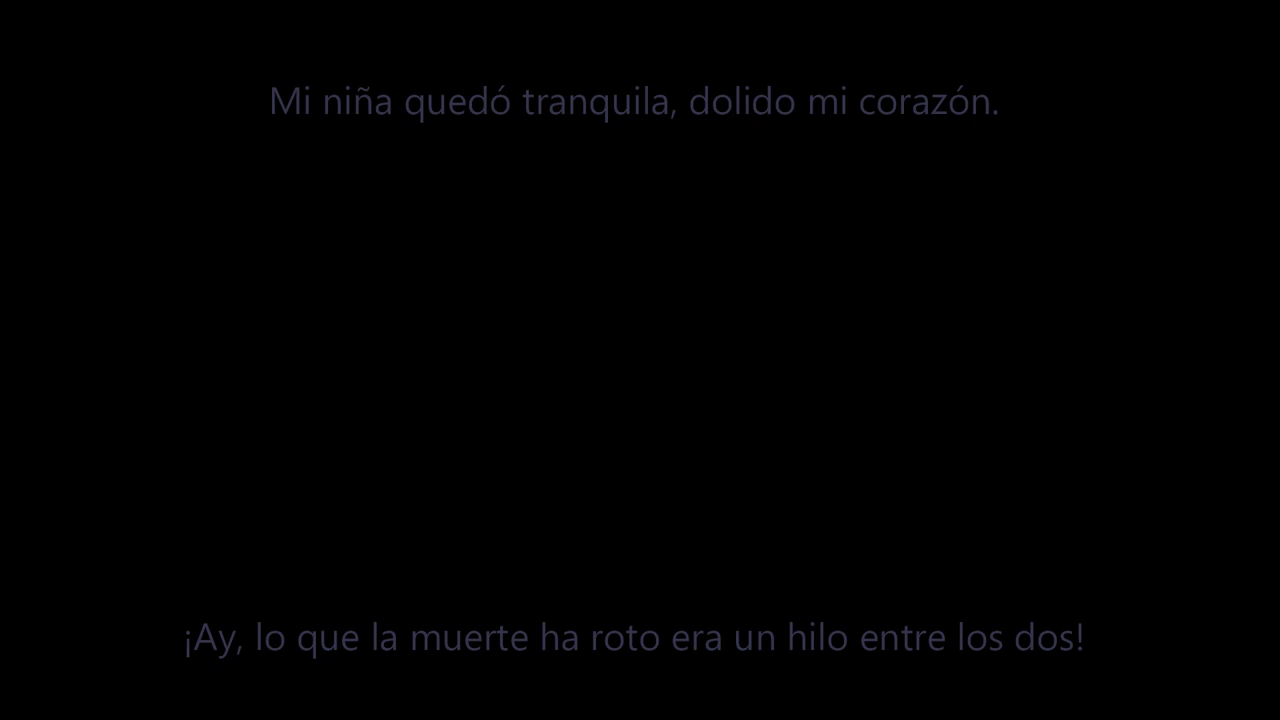 Mi niña quedó tranquila, dolido mi corazón.
¡Ay, lo que la muerte ha roto era un hilo entre los dos!